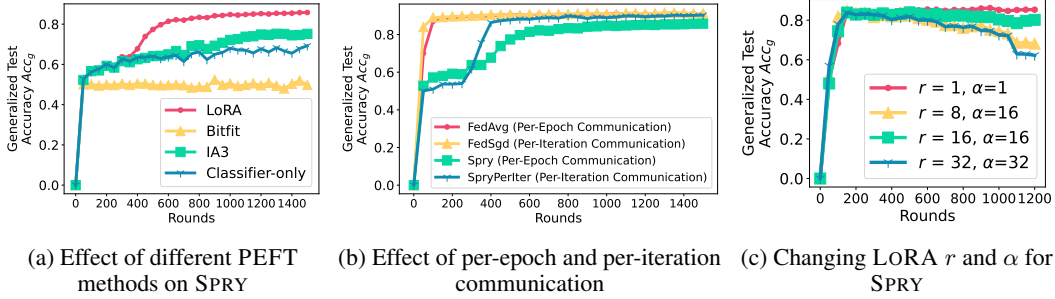 Generalized Test
Accuracy Acc_g
0.8
0.6
0.4
0.2
0.0
LoRA
Bitfit
IA3
Classifier-only
0 200 400 600 800 1000 1200 1400
Rounds
(a) Effect of different PEFT
methods on SPRY
Generalized Test
Accuracy Acc_g
0.8
0.6
0.4
0.2
0.0
FedAvg (Per-Epoch Communication)
FedSgd (Per-Iteration Communication)
Spry (Per-Epoch Communication)
SpryPerIter (Per-Iteration Communication)
0 200 400 600 800 1000 1200 1400
Rounds
(b) Effect of per-epoch and per-iteration
communication
Generalized Test
Accuracy Acc_g
0.8
0.6
0.4
0.2
0.0
r = 1, α=1
r = 8, α=16
r = 16, α=16
r = 32, α=32
0 200 400 600 800 1000 1200
Rounds
(c) Changing LORA r and α for
SPRY